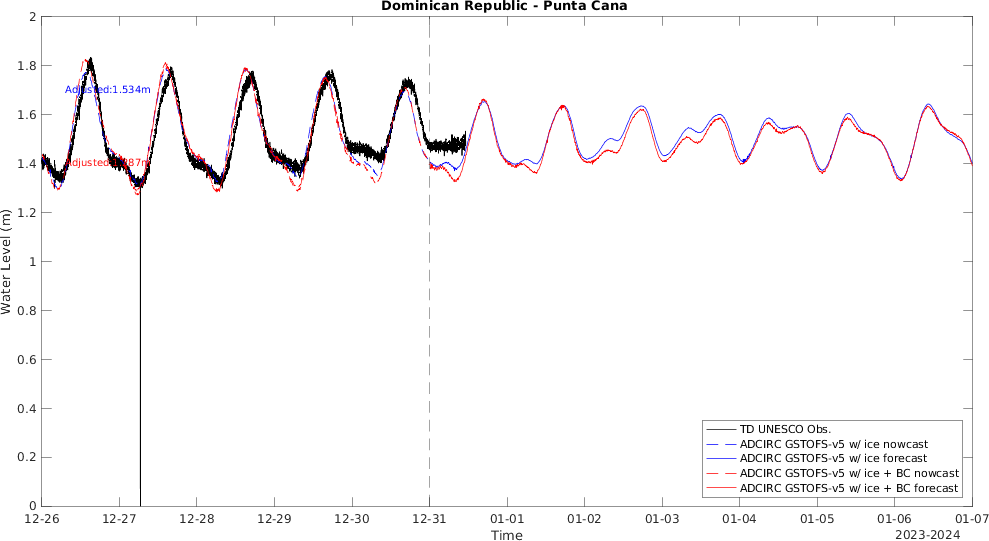 Dominican Republic - Punta Cana
Water Level (m)
2
1.8
1.6
1.4
1.2
1
0.8
0.6
0.4
0.2
0
Adjusted:1.534m
12-26
12-27
12-28
12-29
12-30
12-31
01-01
01-02
01-03
01-04
01-05
01-06
01-07
Time
2023-2024
TD UNESCO Obs.
ADCIRC GSTOFS-v5 w/ ice nowcast
ADCIRC GSTOFS-v5 w/ ice forecast
ADCIRC GSTOFS-v5 w/ ice + BC nowcast
ADCIRC GSTOFS-v5 w/ ice + BC forecast